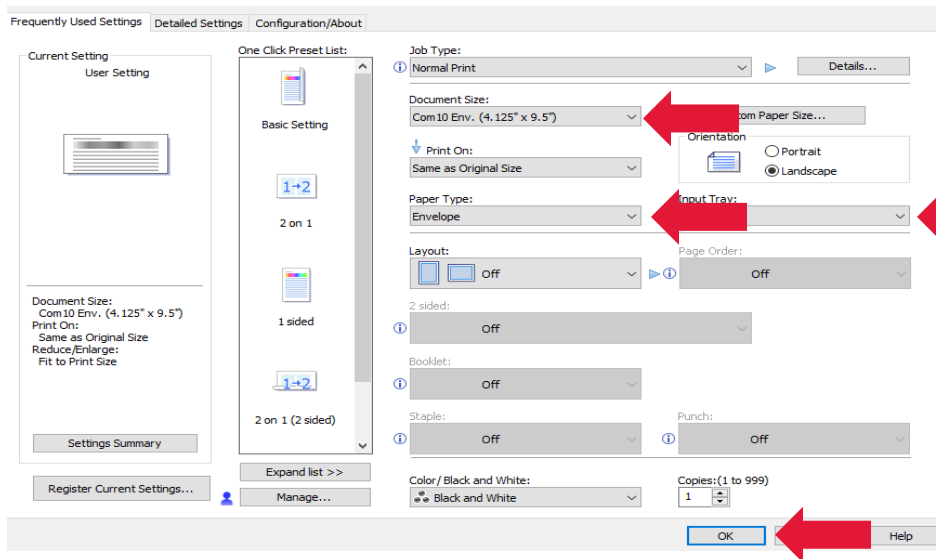 Frequently Used Settings Detailed Settings Configuration/About
Current Setting
User Setting
Document Size:
Com10 Env. (4.125" x 9.5")
Print On:
Same as Original Size
Reduce/Enlarge:
Fit to Print Size
Settings Summary
Register Current Settings...
One Click Preset List:
Basic Setting
1→2
2 on 1
1 sided
1→2
2 on 1 (2 sided)
Expand list >>
Manage...
Job Type:
Normal Print
Details...
Document Size:
Com10 Env. (4.125" x 9.5")
Paper Size...
Orientation
Portrait
Landscape
Print On:
Same as Original Size
Paper Type:
Envelope
Input Tray:
Layout:
Off
Page Order:
Off
2 sided:
Off
Booklet:
Off
Staple:
Off
Punch:
Off
Color/ Black and White:
Black and White
Copies:(1 to 999)
1
OK
Help